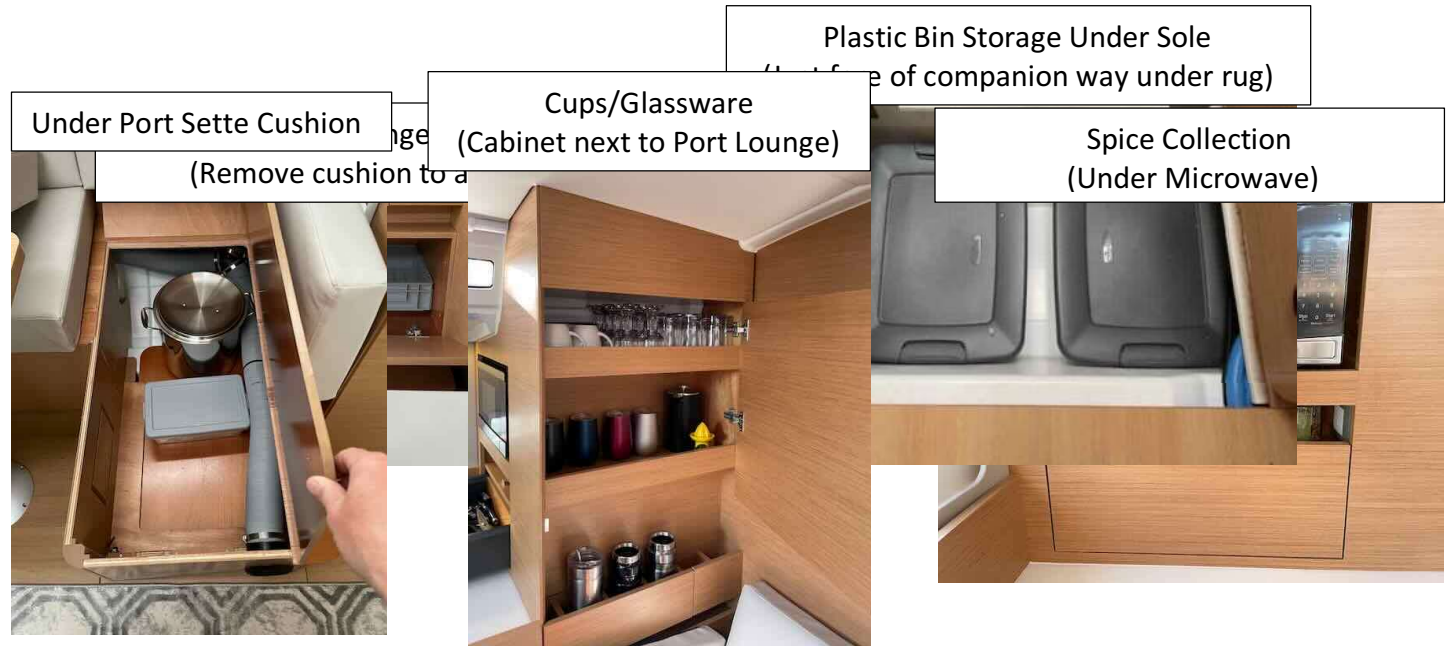 Plastic Bin Storage Under Sole
of companion way under rug)
Under Port Sette Cushion
(Remove cushion to
Cups/Glassware
(Cabinet next to Port Lounge)
Spice Collection
(Under Microwave)